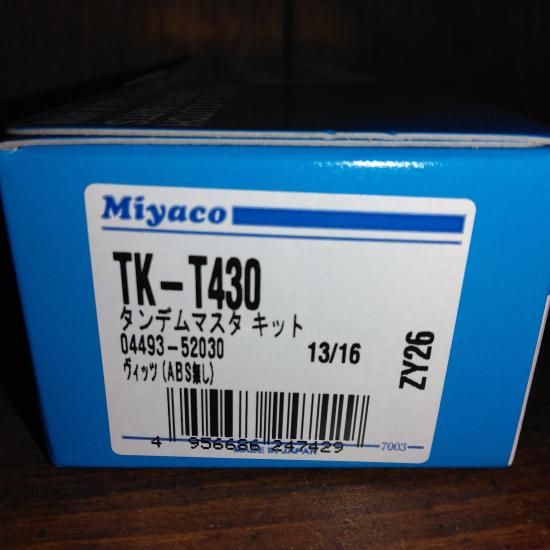 Miyaco
TK-T430
タンデムマスタ キット
04493-52030 13/16
ヴィッツ(ABS無し)
ZY26
4 956686 247429
MADE IN JAPAN 7003